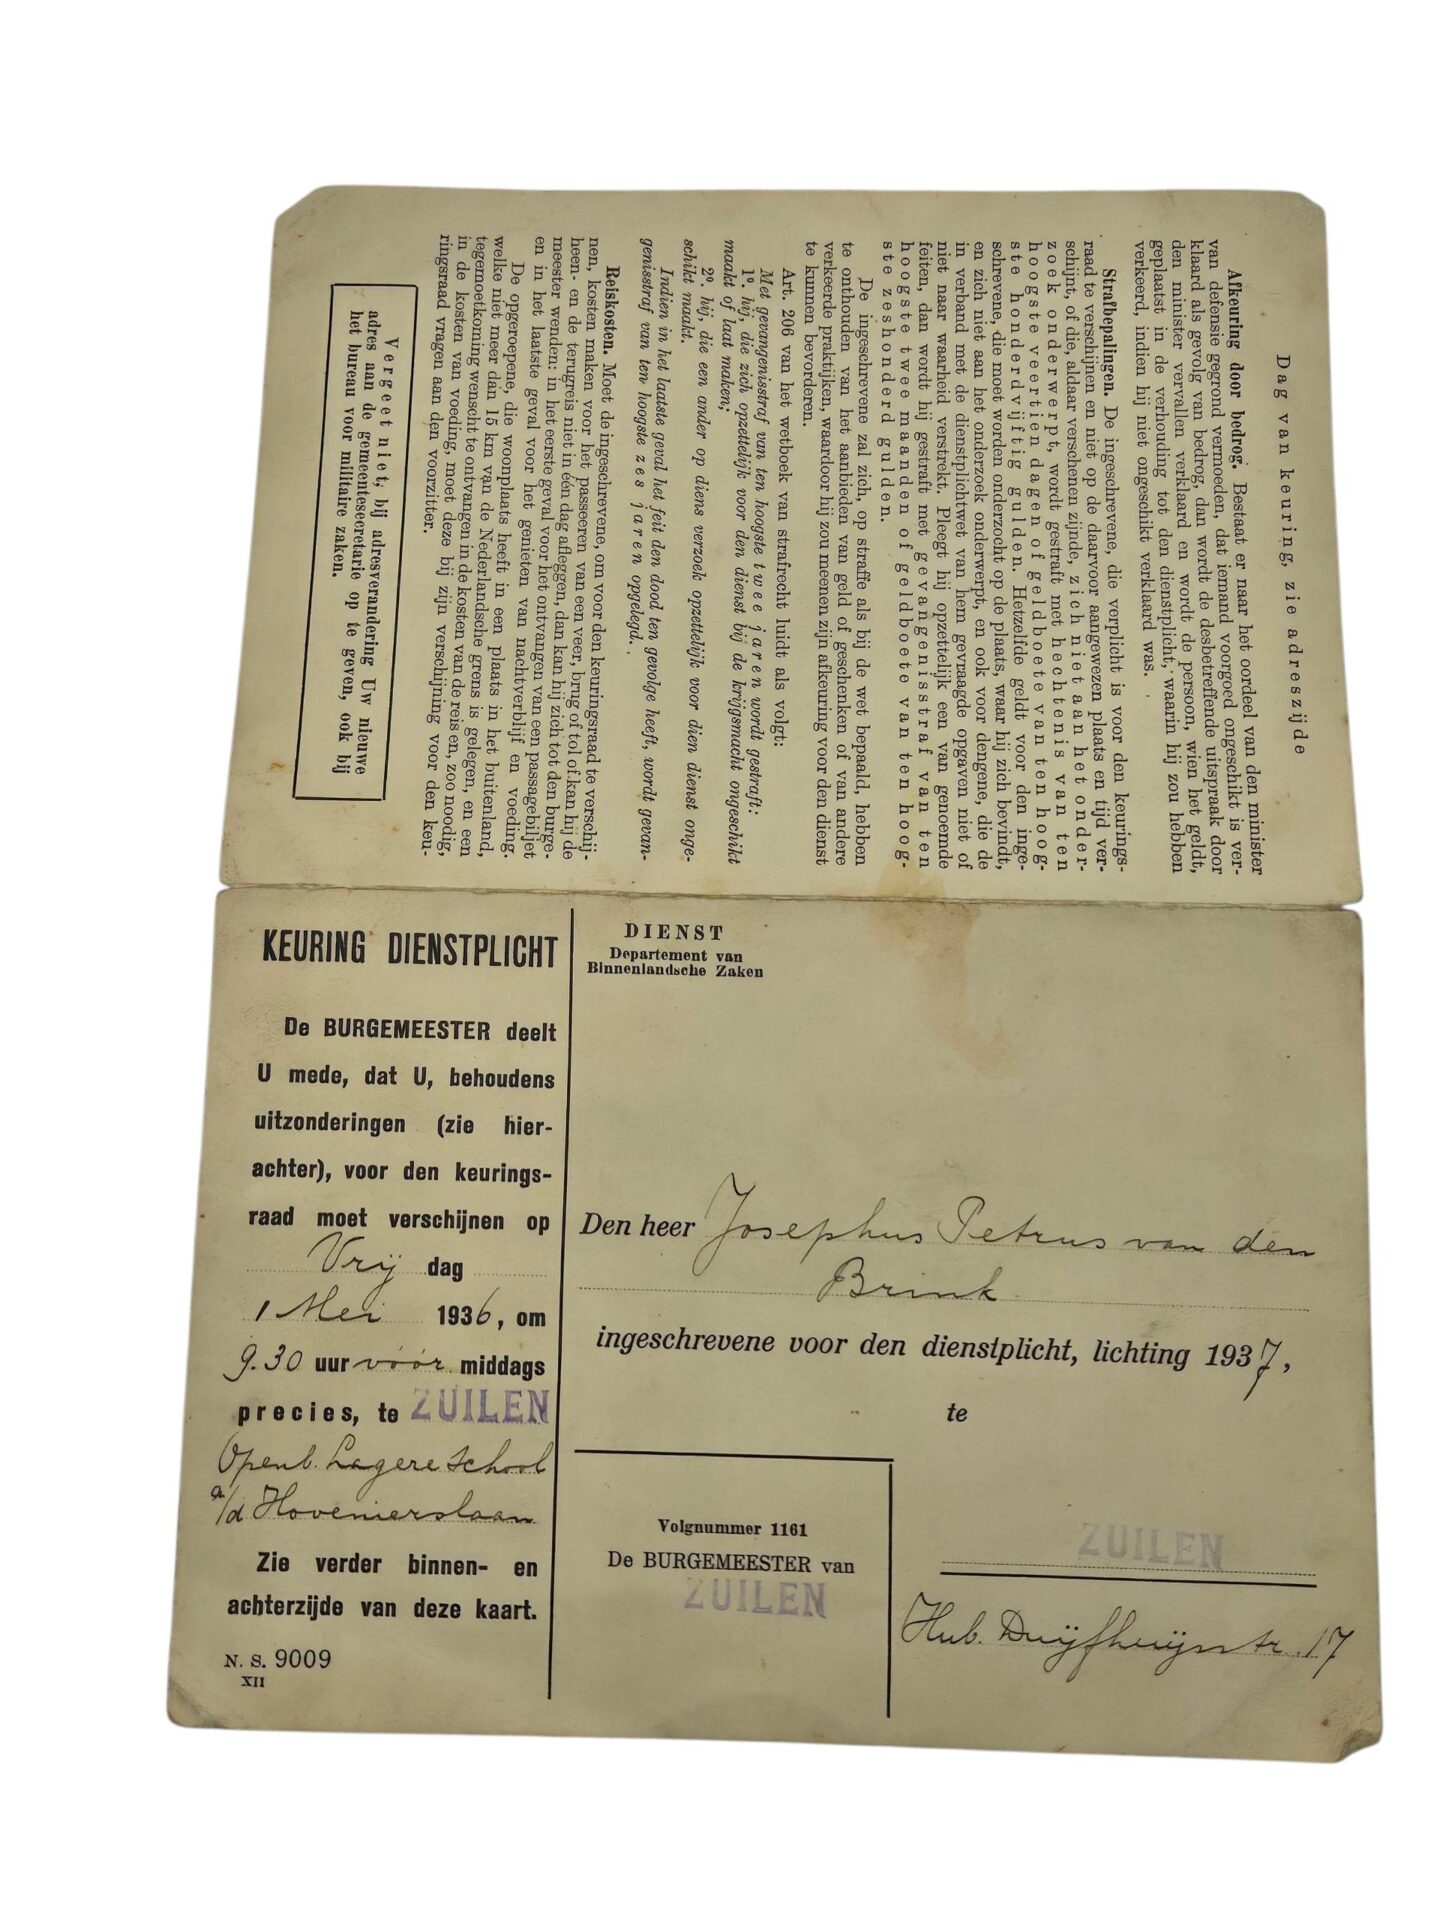 Dag van keuring, zie adreszijde
Afkeuring door bedrog. Bestaat er naar het oordeel van den minister
van defensie gegrond vermoeden, dat iemand voorgoed ongeschikt is ver-
klaard als gevolg van bedrog, dan wordt de desbetreffende uitspraak door
den minister vervallen verklaard en wordt de persoon, wien het geldt,
geplaatst in de verhouding tot den dienstplicht, waarin hij zou hebben
verkeerd, indien hij niet ongeschikt verklaard was.
Strafbepalingen. De ingeschrevene, die verplicht is voor den keurings-
raad te verschijnen en niet op de daarvoor aangewezen plaats en tijd ver-
schijnt, of die, aldaar verschenen zijnde, zich niet aan het onder-
zoek onderwerpt, wordt gestraft met hechtenis van ten
hoogste veertien dagen of geldboete van ten hoog-
ste honderdvijftig gulden. Hetzelfde geldt voor den inge-
schrevene, die moet worden onderzocht op de plaats, waar hij zich bevindt,
en zich niet aan het onderzoek onderwerpt, en ook voor dengene, die de
in verband met de dienstplichtwet van hem gevraagde opgaven niet of
niet naar waarheid verstrekt. Pleegt hij opzettelijk een van genoemde
feiten, dan wordt hij gestraft met gevangenisstraf van ten
hoogste twee maanden of geldboete van ten hoog-
ste zeshonderd gulden.
De ingeschrevene zal zich, op straffe als bij de wet bepaald, hebben
te onthouden van het aanbieden van geld of geschenken of van andere
verkeerde praktijken, waardoor hij zou meenen zijn afkeuring voor den dienst
te kunnen bevorderen.
Art. 206 van het wetboek van strafrecht luidt als volgt:
Met gevangenisstraf van ten hoogste twee jaren wordt gestraft:
1º. hij, die zich opzettelijk voor den dienst bij de krijgsmacht ongeschikt
maakt of laat maken;
2º. hij, die een ander op diens verzoek opzettelijk voor dien dienst onge-
schikt maakt.
Indien in het laatste geval het feit den dood ten gevolge heeft, wordt gevan-
genisstraf van ten hoogste zes jaren opgelegd.
Reiskosten. Moet de ingeschrevene, om voor den keuringsraad te verschij-
nen, kosten maken voor het passeeren van een veer, brug of tol of kan hij de
heen- en de terugreis niet in één dag afleggen, dan kan hij zich tot den burge-
meester wenden: in het eerste geval voor het ontvangen van een passagebiljet
en in het laatste geval voor het genieten van nachtverblijf en voeding.
De opgeroepene, die woonplaats heeft in een plaats in het buitenland,
welke niet meer dan 15 km van de Nederlandsche grens is gelegen, en een
tegemoetkoming wenscht te ontvangen in de kosten van de reis en, zoo noodig,
in de kosten van voeding, moet deze bij zijn verschijning voor den keu-
ringsraad vragen aan den voorzitter.
Vergeet niet, bij adresverandering Uw nieuwe
adres aan de gemeentesecretarie op te geven, ook bij
het bureau voor militaire zaken.
KEURING DIENSTPLICHT
De BURGEMEESTER deelt
U mede, dat U, behoudens
uitzonderingen (zie hier-
achter), voor den keurings-
raad moet verschijnen op
Vrij dag
1 Mei 1936, om
9.30 uur vóór middags
precies, te ZUILEN
Openb. Lagere School
a/d Hovenierslaan
Zie verder binnen- en
achterzijde van deze kaart.
N. S. 9009
XII
DIENST
Departement van
Binnenlandsche Zaken
Den heer Josephus Petrus van den
Brink
ingeschrevene voor den dienstplicht, lichting 1937,
te
ZUILEN
Hub. Duijfhuijsstr. 17
Volgnummer 1161
De BURGEMEESTER van
ZUILEN